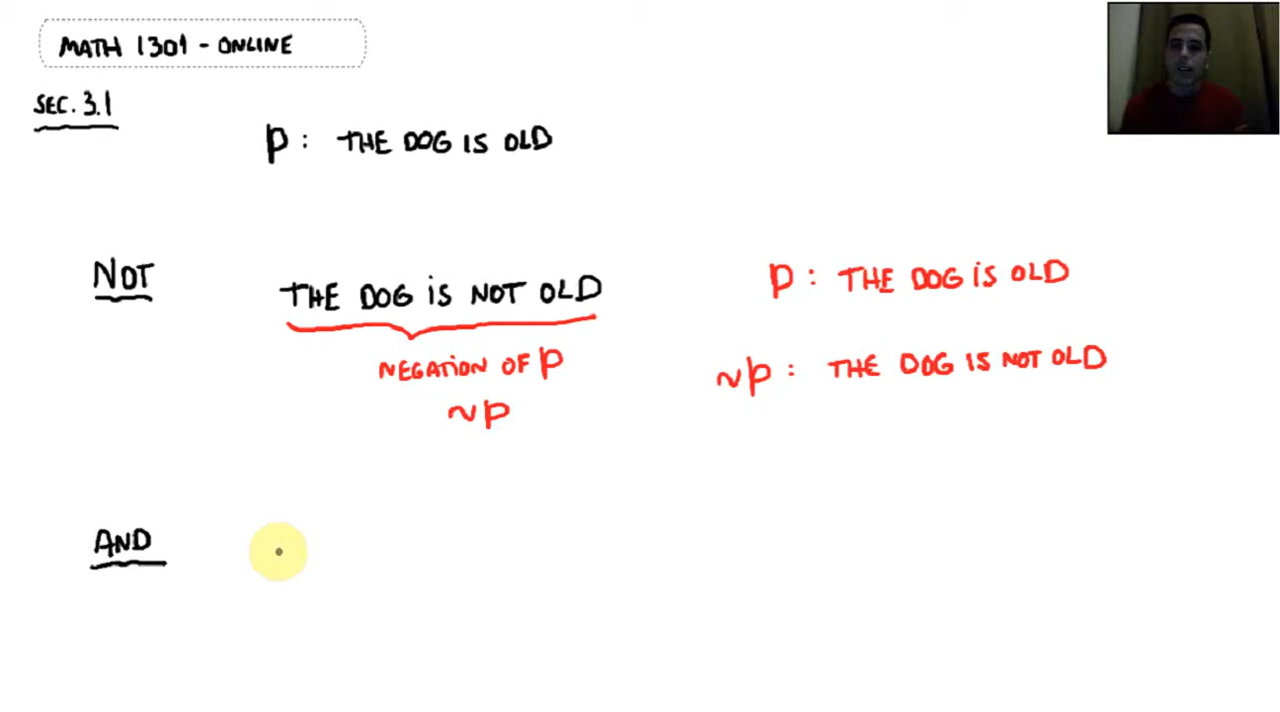 MATH 1301 - ONLINE
SEC. 3.1
p: THE DOG IS OLD
NOT
THE DOG IS NOT OLD
NEGATION OF p
~p
p: THE DOG IS OLD
~p: THE DOG IS NOT OLD
AND